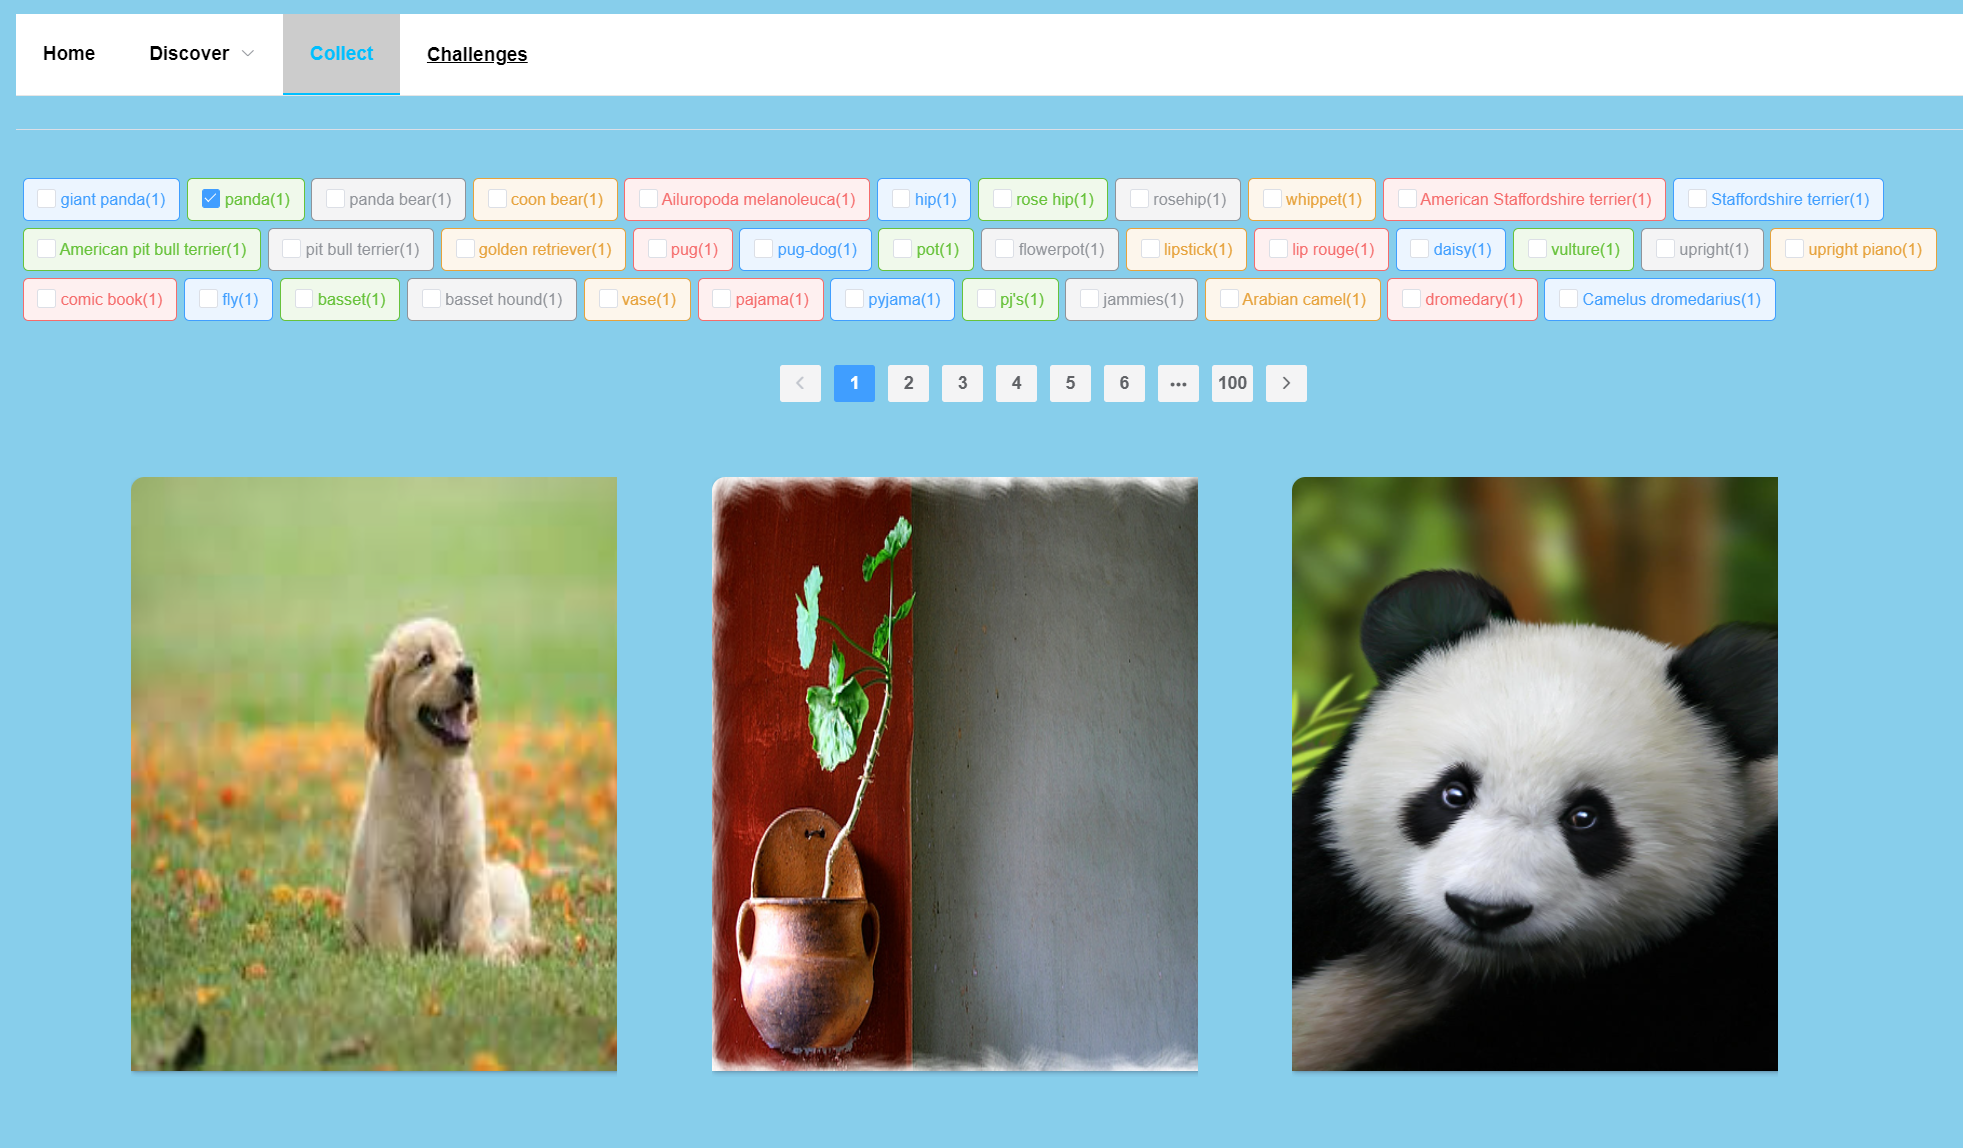 Home Discover Collect Challenges
giant panda(1) panda(1) panda bear(1) coon bear(1) Ailuropoda melanoleuca(1) hip(1) rose hip(1) rosehip(1) whippet(1) American Staffordshire terrier(1) Staffordshire terrier(1)
American pit bull terrier(1) pit bull terrier(1) golden retriever(1) pug(1) pug-dog(1) pot(1) flowerpot(1) lipstick(1) lip rouge(1) daisy(1) vulture(1) upright(1) upright piano(1)
comic book(1) fly(1) basset(1) basset hound(1) vase(1) pajama(1) pyjama(1) pj's(1) jammies(1) Arabian camel(1) dromedary(1) Camelus dromedarius(1)
1 2 3 4 5 6 ... 100